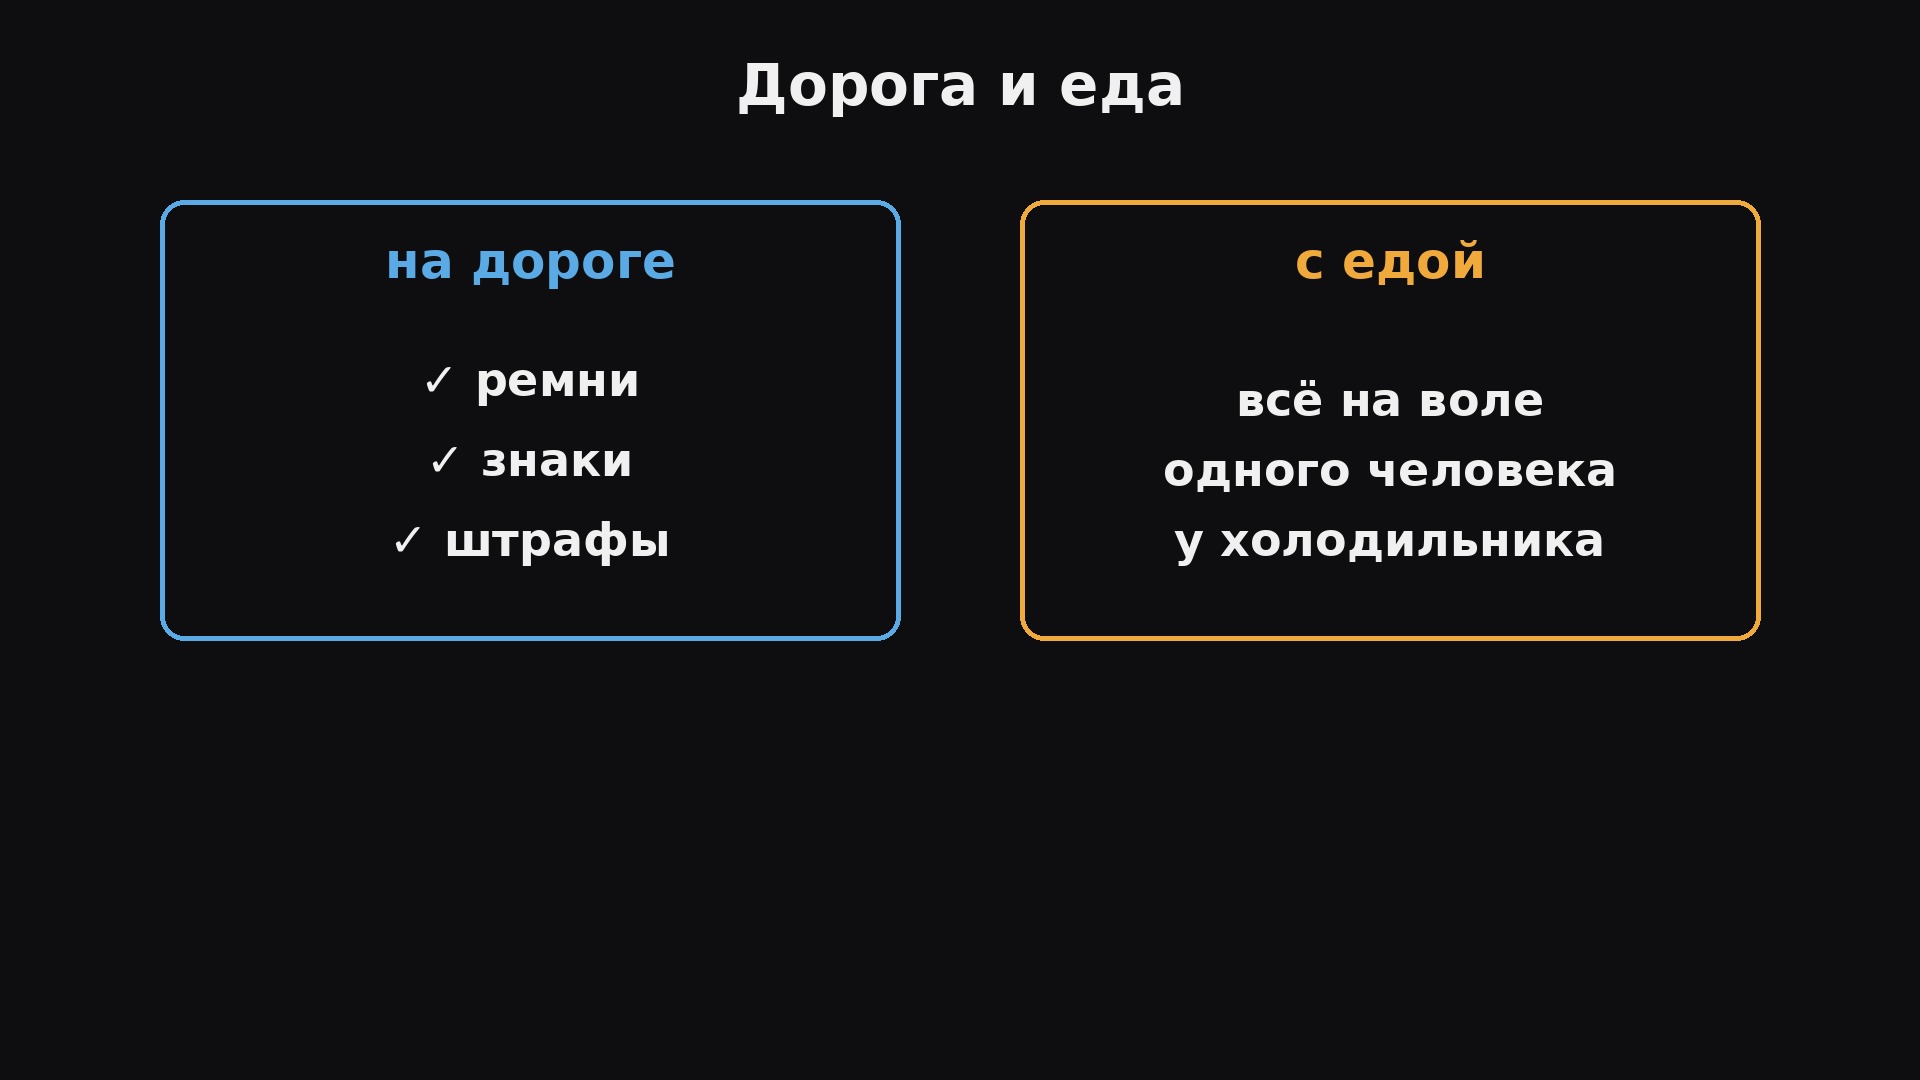 Дорога и еда
на дороге
✓ ремни
✓ знаки
✓ штрафы
с едой
всё на воле
одного человека
у холодильника